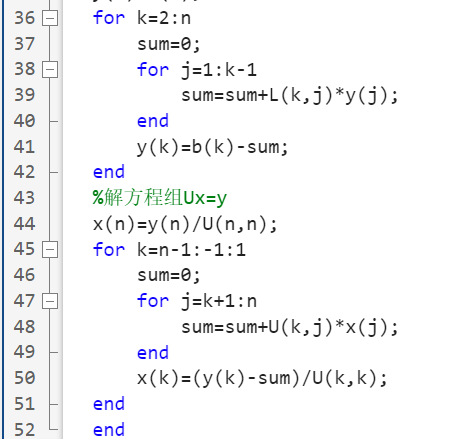 36 for k=2:n
37 sum=0;
38 for j=1:k-1
39 sum=sum+L(k,j)*y(j);
40 end
41 y(k)=b(k)-sum;
42 end
43 %解方程组Ux=y
44 x(n)=y(n)/U(n,n);
45 for k=n-1:-1:1
46 sum=0;
47 for j=k+1:n
48 sum=sum+U(k,j)*x(j);
49 end
50 x(k)=(y(k)-sum)/U(k,k);
51 end
52 end